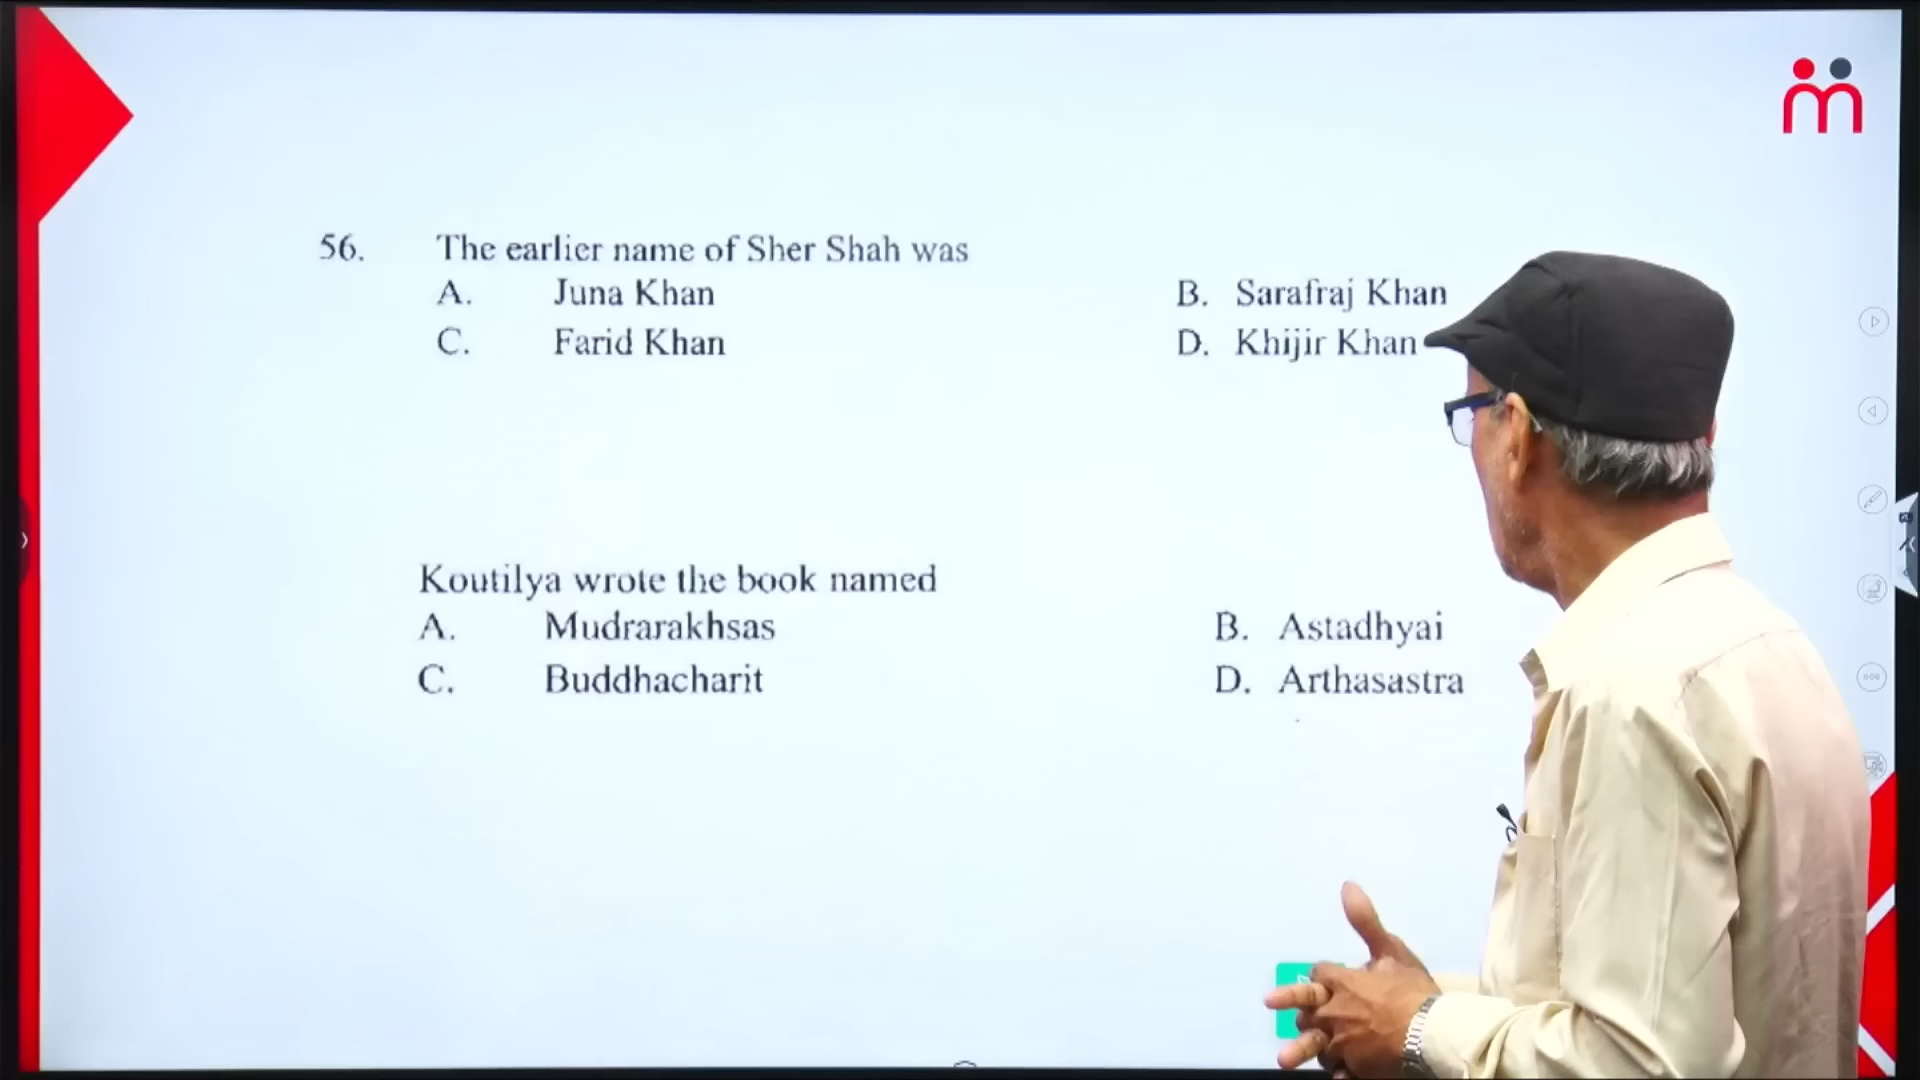 56. The earlier name of Sher Shah was
A. Juna Khan B. Sarafraj Khan
C. Farid Khan D. Khijir Khan
Koutilya wrote the book named
A. Mudrarakhsas B. Astadhyai
C. Buddhacharit D. Arthasastra